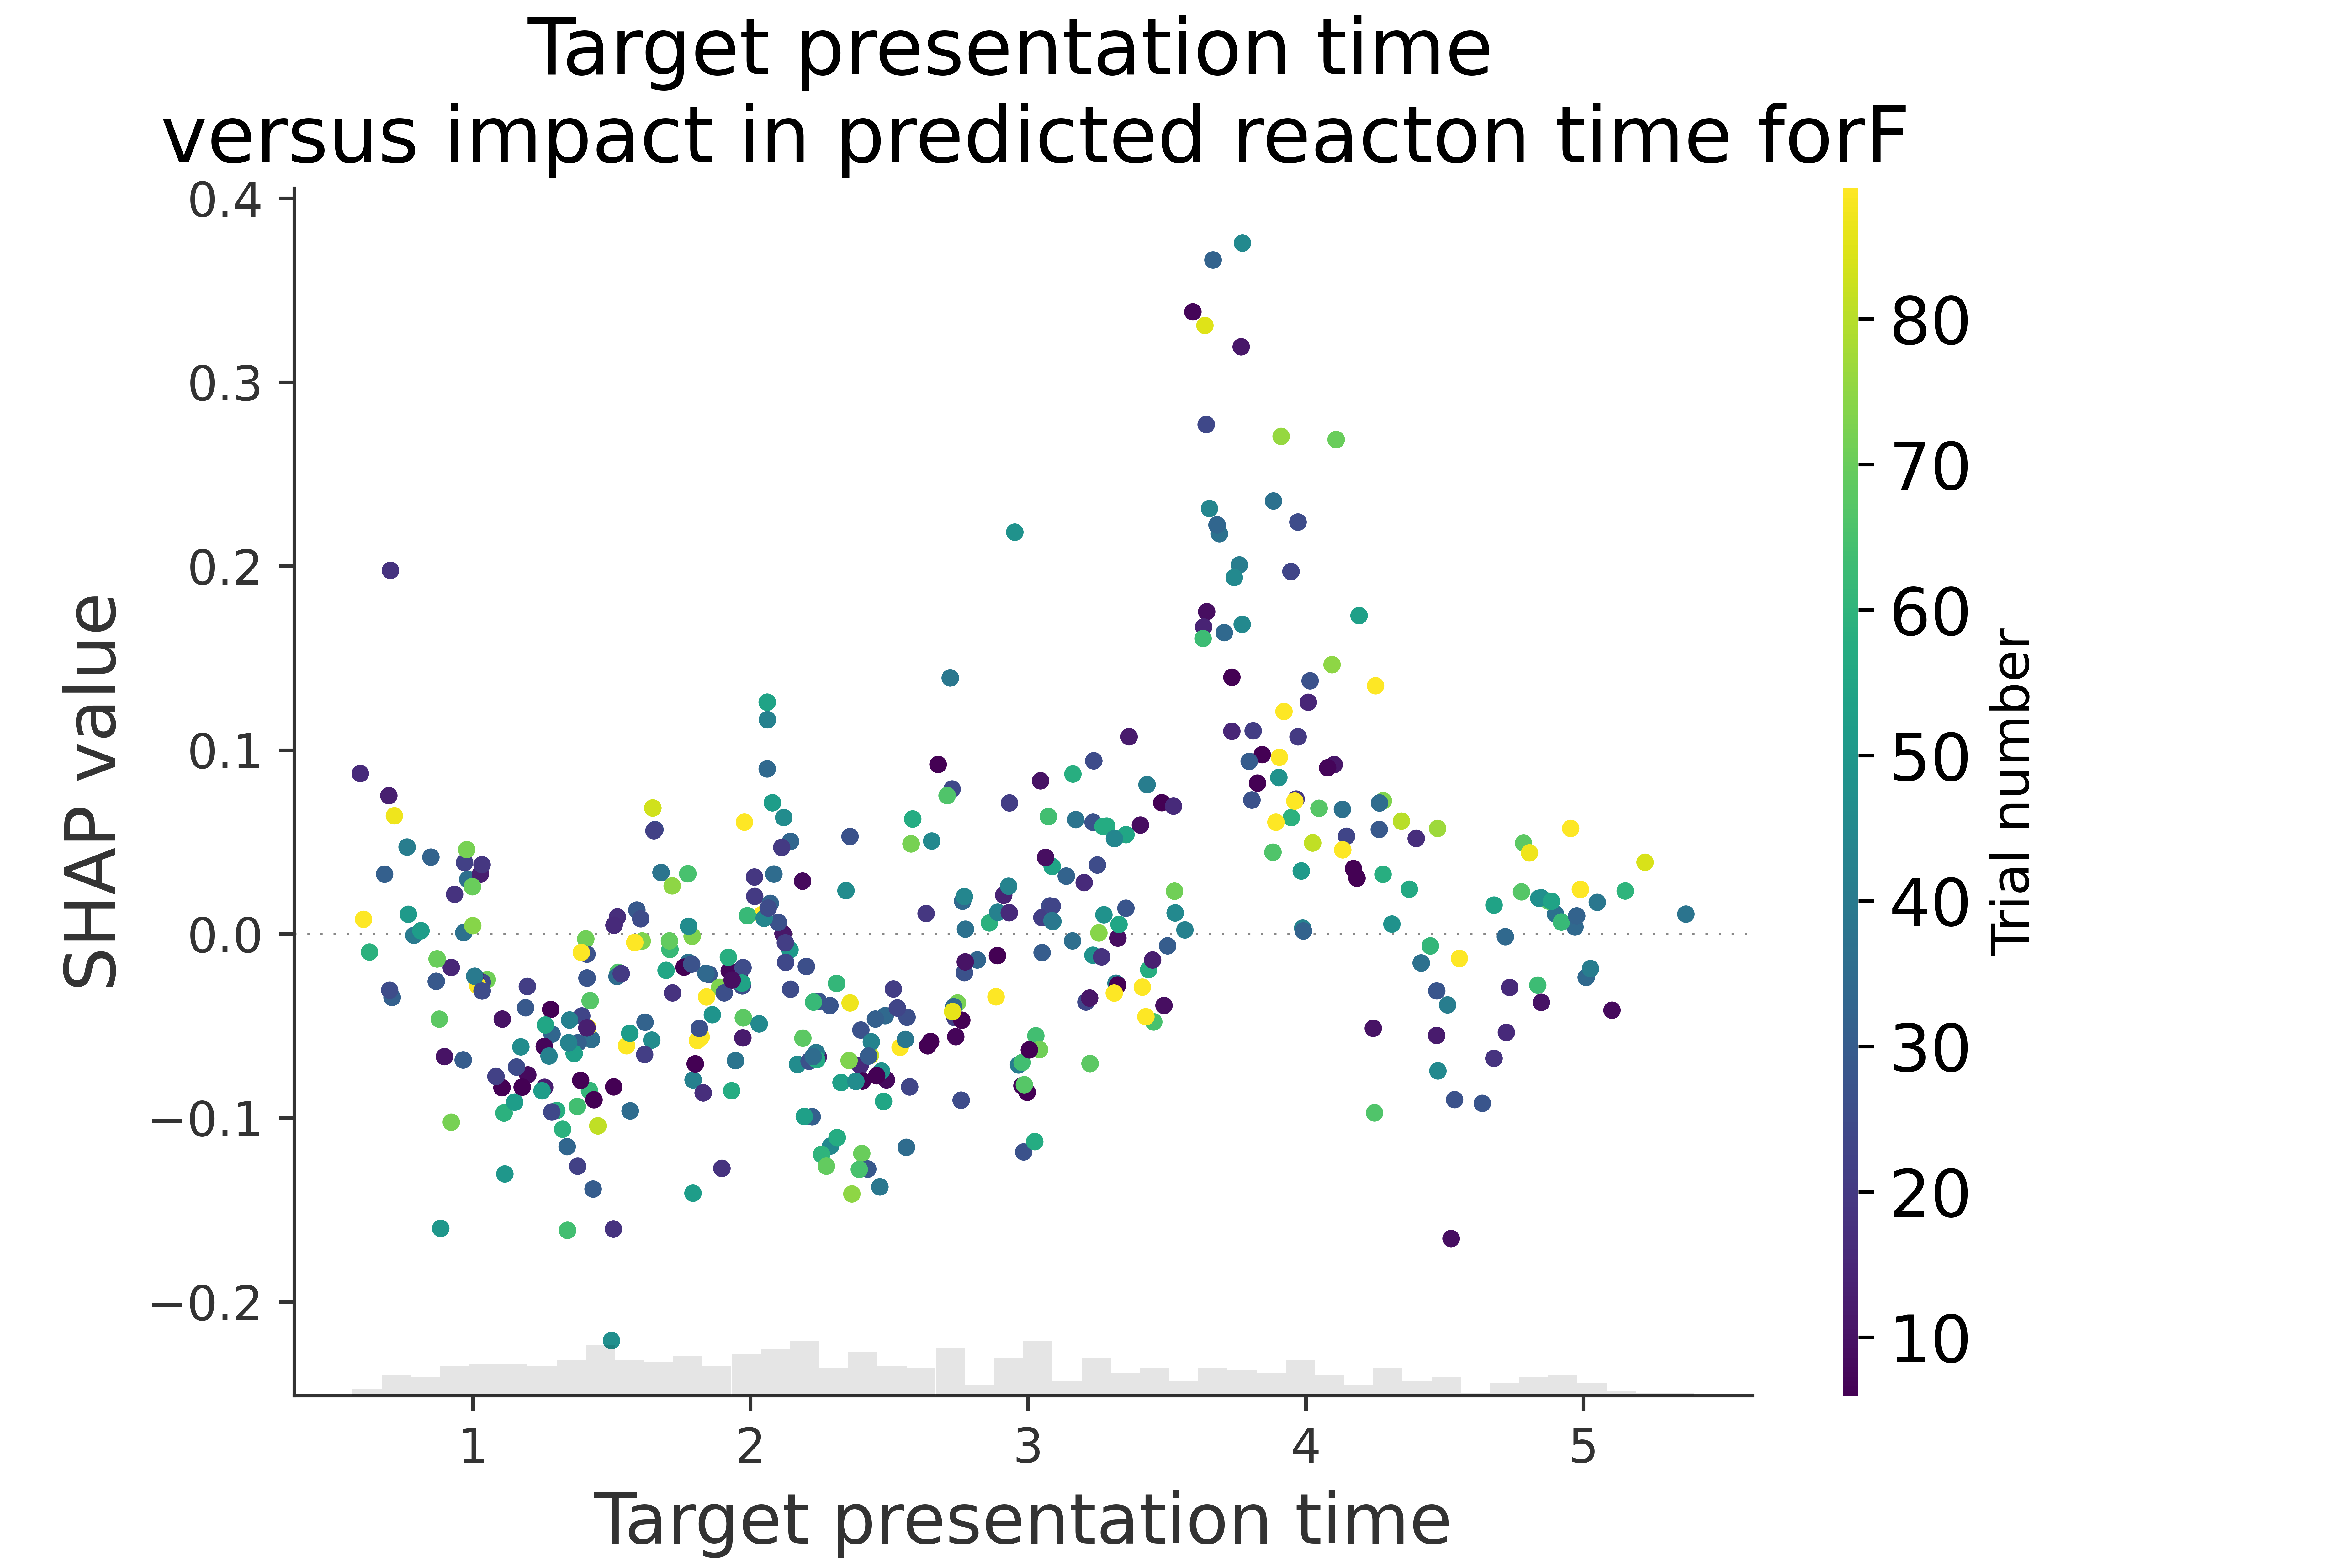 Target presentation time
versus impact in predicted reacton time forF
SHAP value
0.4
0.3
0.2
0.1
0.0
−0.1
−0.2
1 2 3 4 5
Target presentation time
80
70
60
50
40
30
20
10
Trial number